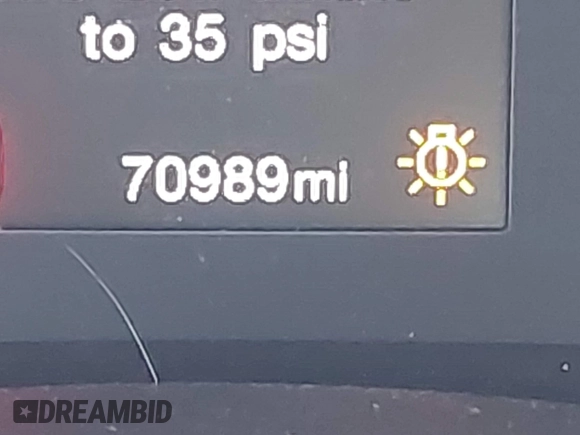 to 35 psi
70989mi
DREAMBID